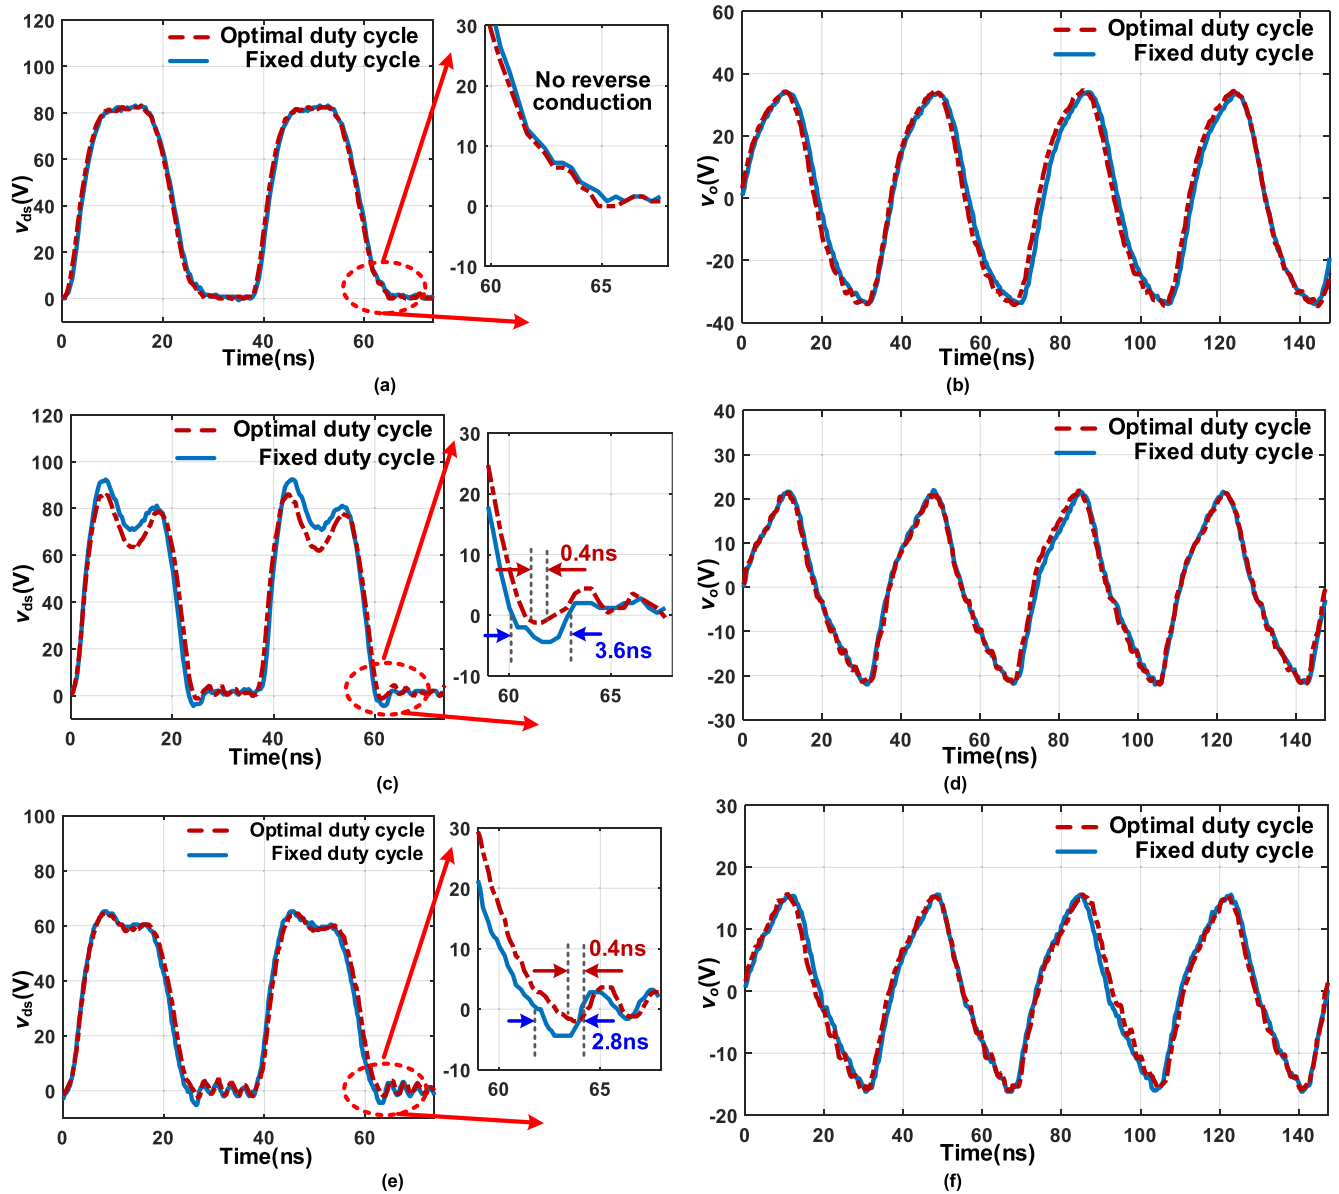 120
100
80
60
40
20
0
v_ds(V)
Optimal duty cycle
Fixed duty cycle
0
20
40
60
Time(ns)
(a)
30
20
10
0
-10
No reverse
conduction
60
65
60
40
20
0
-20
-40
v_o(V)
Optimal duty cycle
Fixed duty cycle
0
20
40
60
80
100
120
140
Time(ns)
(b)
120
100
80
60
40
20
0
v_ds(V)
Optimal duty cycle
Fixed duty cycle
0
20
40
60
Time(ns)
(c)
30
20
10
0
-10
0.4ns
3.6ns
60
65
40
30
20
10
0
-10
-20
-30
v_o(V)
Optimal duty cycle
Fixed duty cycle
0
20
40
60
80
100
120
140
Time(ns)
(d)
100
80
60
40
20
0
v_ds(V)
Optimal duty cycle
Fixed duty cycle
0
20
40
60
Time(ns)
(e)
30
20
10
0
-10
0.4ns
2.8ns
60
65
30
20
10
0
-10
-20
v_o(V)
Optimal duty cycle
Fixed duty cycle
0
20
40
60
80
100
120
140
Time(ns)
(f)